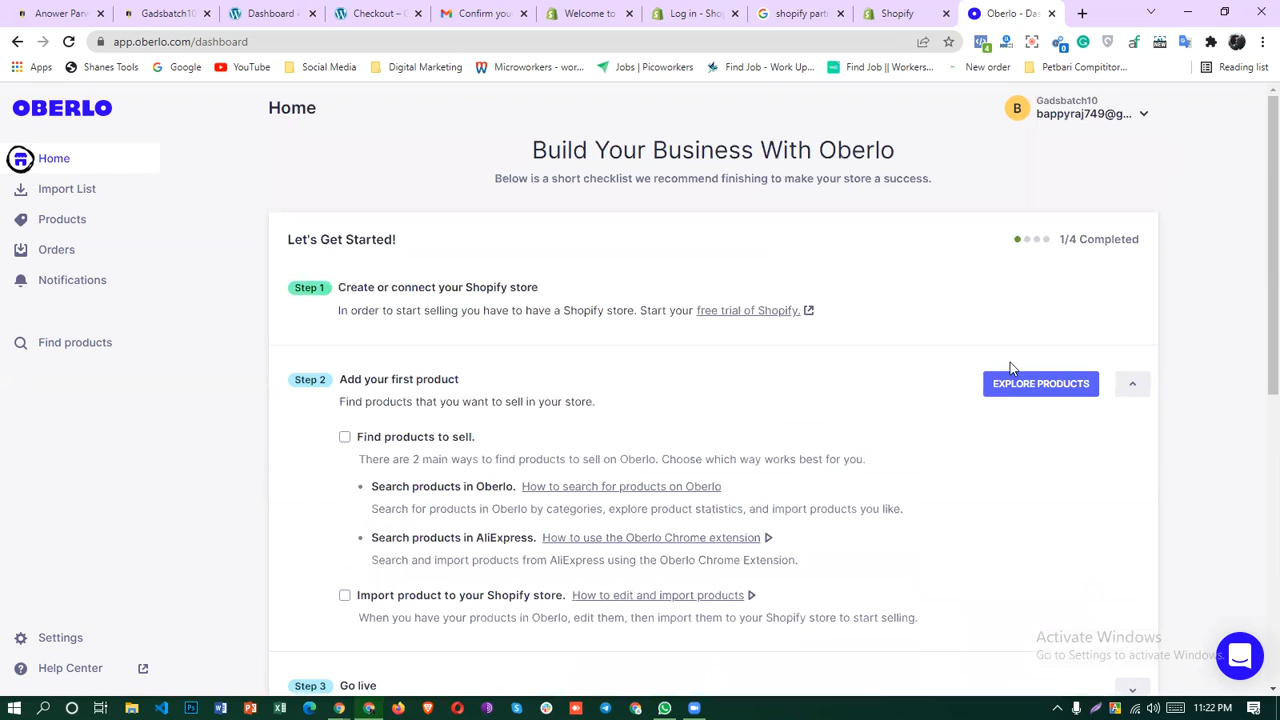 Answer Par
Gadsbatch10
Dashboard
Checkout – C
Confirm you
Welcome to
Log in - Sho
shopify part
Shopify
Oberlo - Das
app.oberlo.com/dashboard
Apps
Shanes Tools
Google
YouTube
Social Media
Digital Marketing
Microworkers - wor...
Jobs | Picoworkers
Find Job - Work Up...
Find Job || Workers...
New order
Petbari Compititor...
Reading list
OBERLO
Home
Gadsbatch10
bappyraj749@g...
B
Home
Import List
Products
Orders
Notifications
Find products
Settings
Help Center
Build Your Business With Oberlo
Below is a short checklist we recommend finishing to make your store a success.
Let's Get Started!
1/4 Completed
Step 1 Create or connect your Shopify store
In order to start selling you have to have a Shopify store. Start your free trial of Shopify.
Step 2 Add your first product
EXPLORE PRODUCTS
Find products that you want to sell in your store.
Find products to sell.
There are 2 main ways to find products to sell on Oberlo. Choose which way works best for you.
Search products in Oberlo. How to search for products on Oberlo
Search for products in Oberlo by categories, explore product statistics, and import products you like.
Search products in AliExpress. How to use the Oberlo Chrome extension
Search and import products from AliExpress using the Oberlo Chrome Extension.
Import product to your Shopify store. How to edit and import products
When you have your products in Oberlo, edit them, then import them to your Shopify store to start selling.
Step 3 Go live
Activate Windows
Go to Settings to activate Windows.
11:22 PM